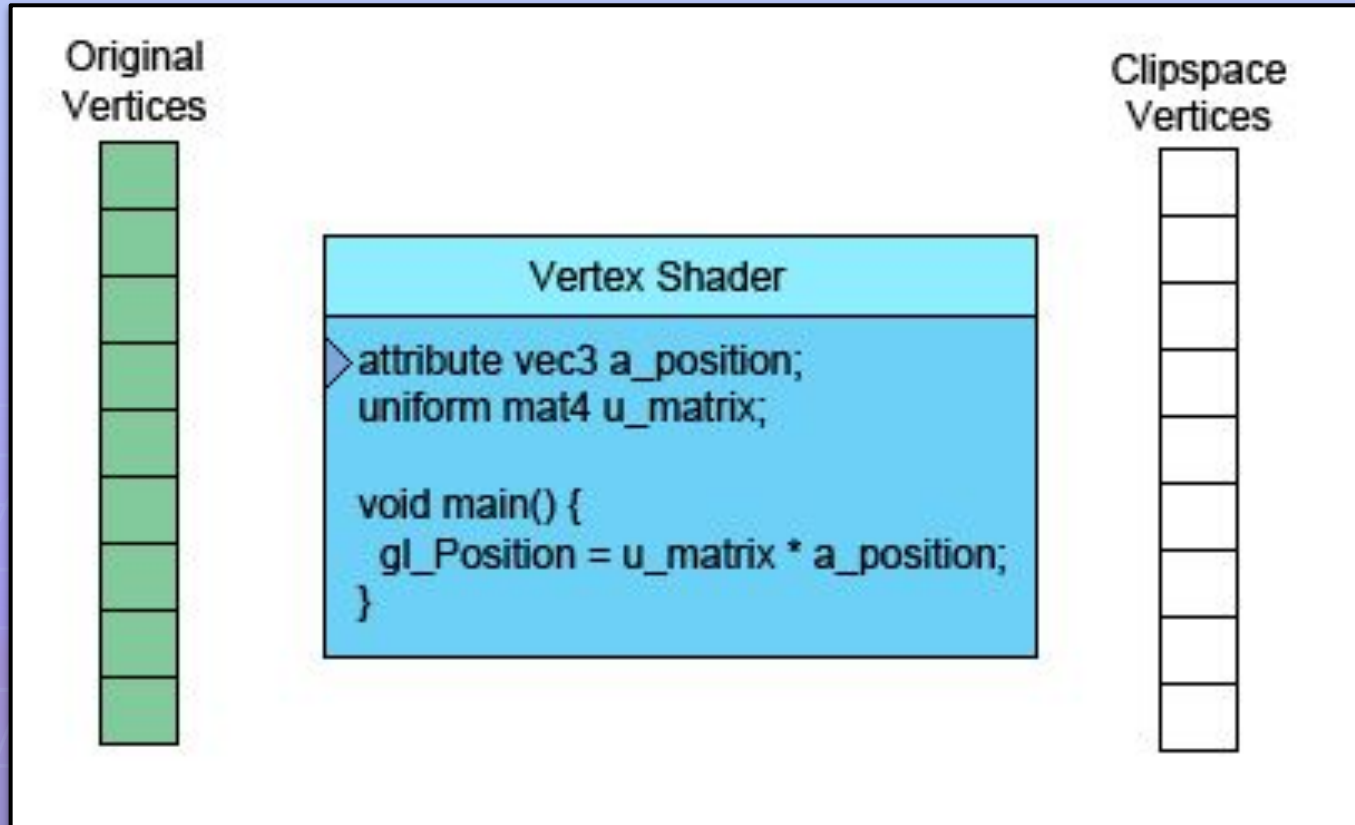 Original
Vertices
Clipspace
Vertices
Vertex Shader
attribute vec3 a_position;
uniform mat4 u_matrix;
void main() {
gl_Position = u_matrix * a_position;
}